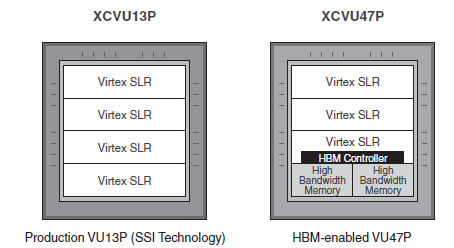 XCVU13P
Virtex SLR
Virtex SLR
Virtex SLR
Virtex SLR
Production VU13P (SSI Technology)
XCVU47P
Virtex SLR
Virtex SLR
Virtex SLR
HBM Controller
High
Bandwidth
Memory
High
Bandwidth
Memory
HBM-enabled VU47P